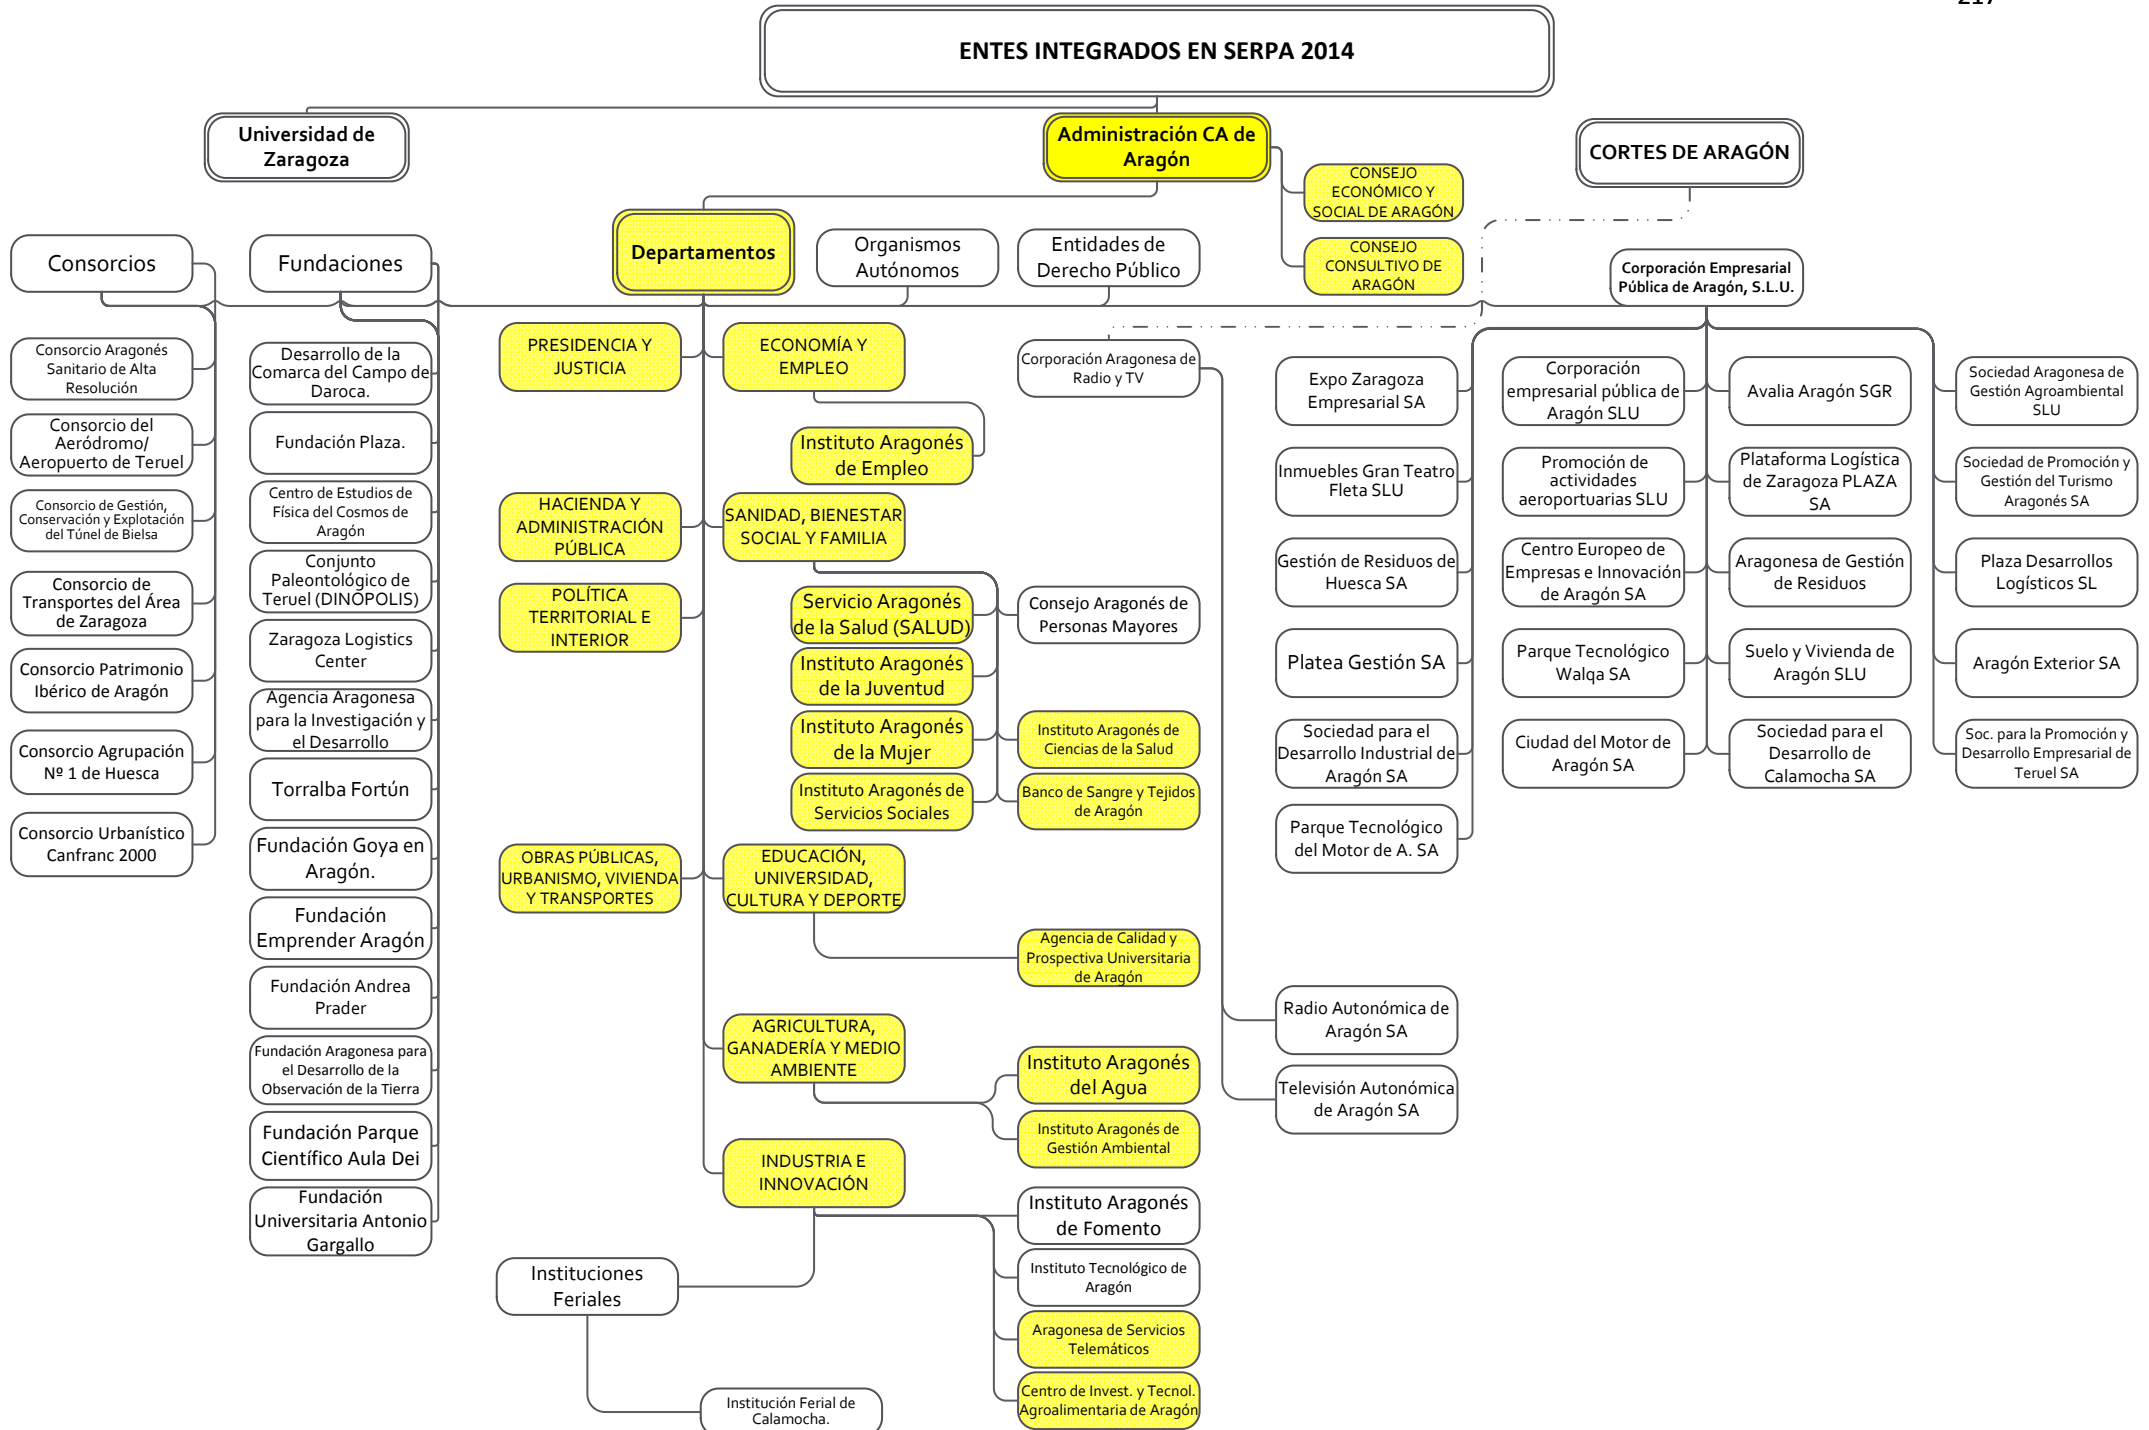 217
ENTES INTEGRADOS EN SERPA 2014
Universidad de
Zaragoza
Administración CA de
Aragón
CORTES DE ARAGÓN
CONSEJO
ECONÓMICO Y
SOCIAL DE ARAGÓN
CONSEJO
CONSULTIVO DE
ARAGÓN
Consorcios
Fundaciones
Departamentos
Organismos
Autónomos
Entidades de
Derecho Público
Corporación Empresarial
Pública de Aragón, S.L.U.
Consorcio Aragonés
Sanitario de Alta
Resolución
Consorcio del
Aeródromo/
Aeropuerto de Teruel
Consorcio de Gestión,
Conservación y Explotación
del Túnel de Bielsa
Consorcio de
Transportes del Área
de Zaragoza
Consorcio Patrimonio
Ibérico de Aragón
Consorcio Agrupación
Nº 1 de Huesca
Consorcio Urbanístico
Canfranc 2000
Desarrollo de la
Comarca del Campo de
Daroca.
Fundación Plaza.
Centro de Estudios de
Física del Cosmos de
Aragón
Conjunto
Paleontológico de
Teruel (DINÓPOLIS)
Zaragoza Logistics
Center
Agencia Aragonesa
para la Investigación y
el Desarrollo
Torralba Fortún
Fundación Goya en
Aragón.
Fundación
Emprender Aragón
Fundación Andrea
Prader
Fundación Aragonesa para
el Desarrollo de la
Observación de la Tierra
Fundación Parque
Científico Aula Dei
Fundación
Universitaria Antonio
Gargallo
PRESIDENCIA Y
JUSTICIA
ECONOMÍA Y
EMPLEO
Instituto Aragonés
de Empleo
HACIENDA Y
ADMINISTRACIÓN
PÚBLICA
SANIDAD, BIENESTAR
SOCIAL Y FAMILIA
POLÍTICA
TERRITORIAL E
INTERIOR
Servicio Aragonés
de la Salud (SALUD)
Consejo Aragonés de
Personas Mayores
Instituto Aragonés
de la Juventud
Instituto Aragonés
de la Mujer
Instituto Aragonés de
Ciencias de la Salud
Instituto Aragonés de
Servicios Sociales
Banco de Sangre y Tejidos
de Aragón
OBRAS PÚBLICAS,
URBANISMO, VIVIENDA
Y TRANSPORTES
EDUCACIÓN,
UNIVERSIDAD,
CULTURA Y DEPORTE
Agencia de Calidad y
Prospectiva Universitaria
de Aragón
AGRICULTURA,
GANADERÍA Y MEDIO
AMBIENTE
Instituto Aragonés
del Agua
Instituto Aragonés de
Gestión Ambiental
INDUSTRIA E
INNOVACIÓN
Instituto Aragonés
de Fomento
Instituciones
Feriales
Instituto Tecnológico de
Aragón
Aragonesa de Servicios
Telemáticos
Centro de Invest. y Tecnol.
Agroalimentaria de Aragón
Institución Ferial de
Calamocha.
Corporación Aragonesa de
Radio y TV
Radio Autonómica de
Aragón SA
Televisión Autonómica
de Aragón SA
Expo Zaragoza
Empresarial SA
Inmuebles Gran Teatro
Fleta SLU
Gestión de Residuos de
Huesca SA
Platea Gestión SA
Sociedad para el
Desarrollo Industrial de
Aragón SA
Parque Tecnológico
del Motor de A. SA
Corporación
empresarial pública de
Aragón SLU
Promoción de
actividades
aeroportuarias SLU
Centro Europeo de
Empresas e Innovación
de Aragón SA
Parque Tecnológico
Walqa SA
Ciudad del Motor de
Aragón SA
Avalia Aragón SGR
Plataforma Logística
de Zaragoza PLAZA
SA
Aragonesa de Gestión
de Residuos
Suelo y Vivienda de
Aragón SLU
Sociedad para el
Desarrollo de
Calamocha SA
Sociedad Aragonesa de
Gestión Agroambiental
SLU
Sociedad de Promoción y
Gestión del Turismo
Aragonés SA
Plaza Desarrollos
Logísticos SL
Aragón Exterior SA
Soc. para la Promoción y
Desarrollo Empresarial de
Teruel SA